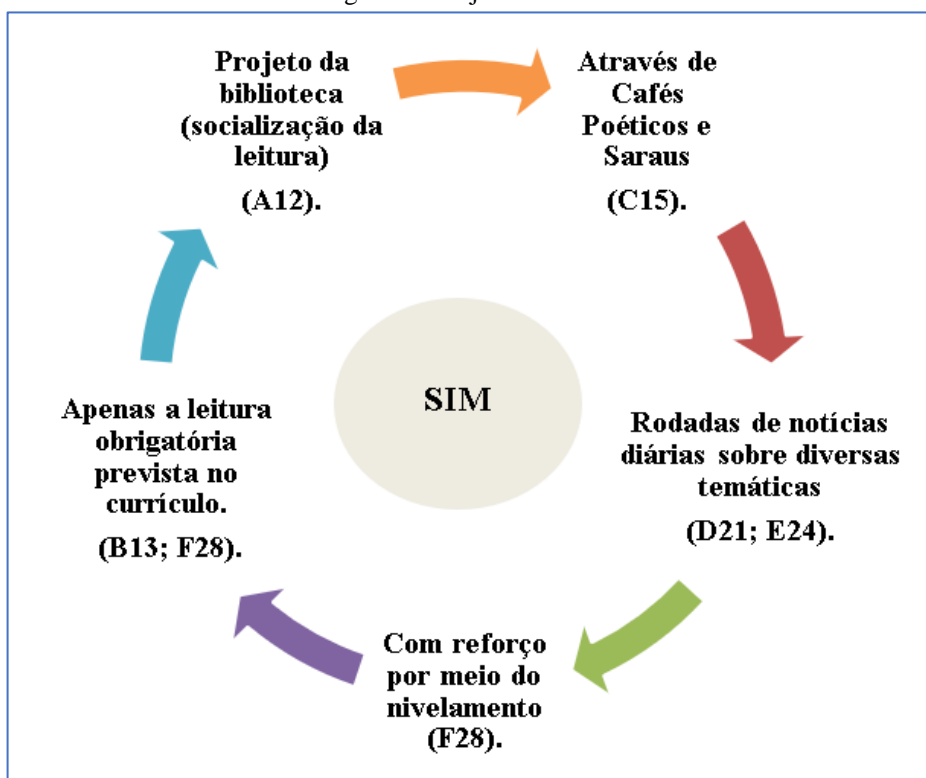 Projeto da
biblioteca
(socialização da
leitura)
(A12).
Através de
Cafés
Poéticos e
Saraus
(C15).
Rodadas de notícias
diárias sobre diversas
temáticas
(D21; E24).
Com reforço
por meio do
nivelamento
(F28).
Apenas a leitura
obrigatória
prevista no
currículo.
(B13; F28).
SIM